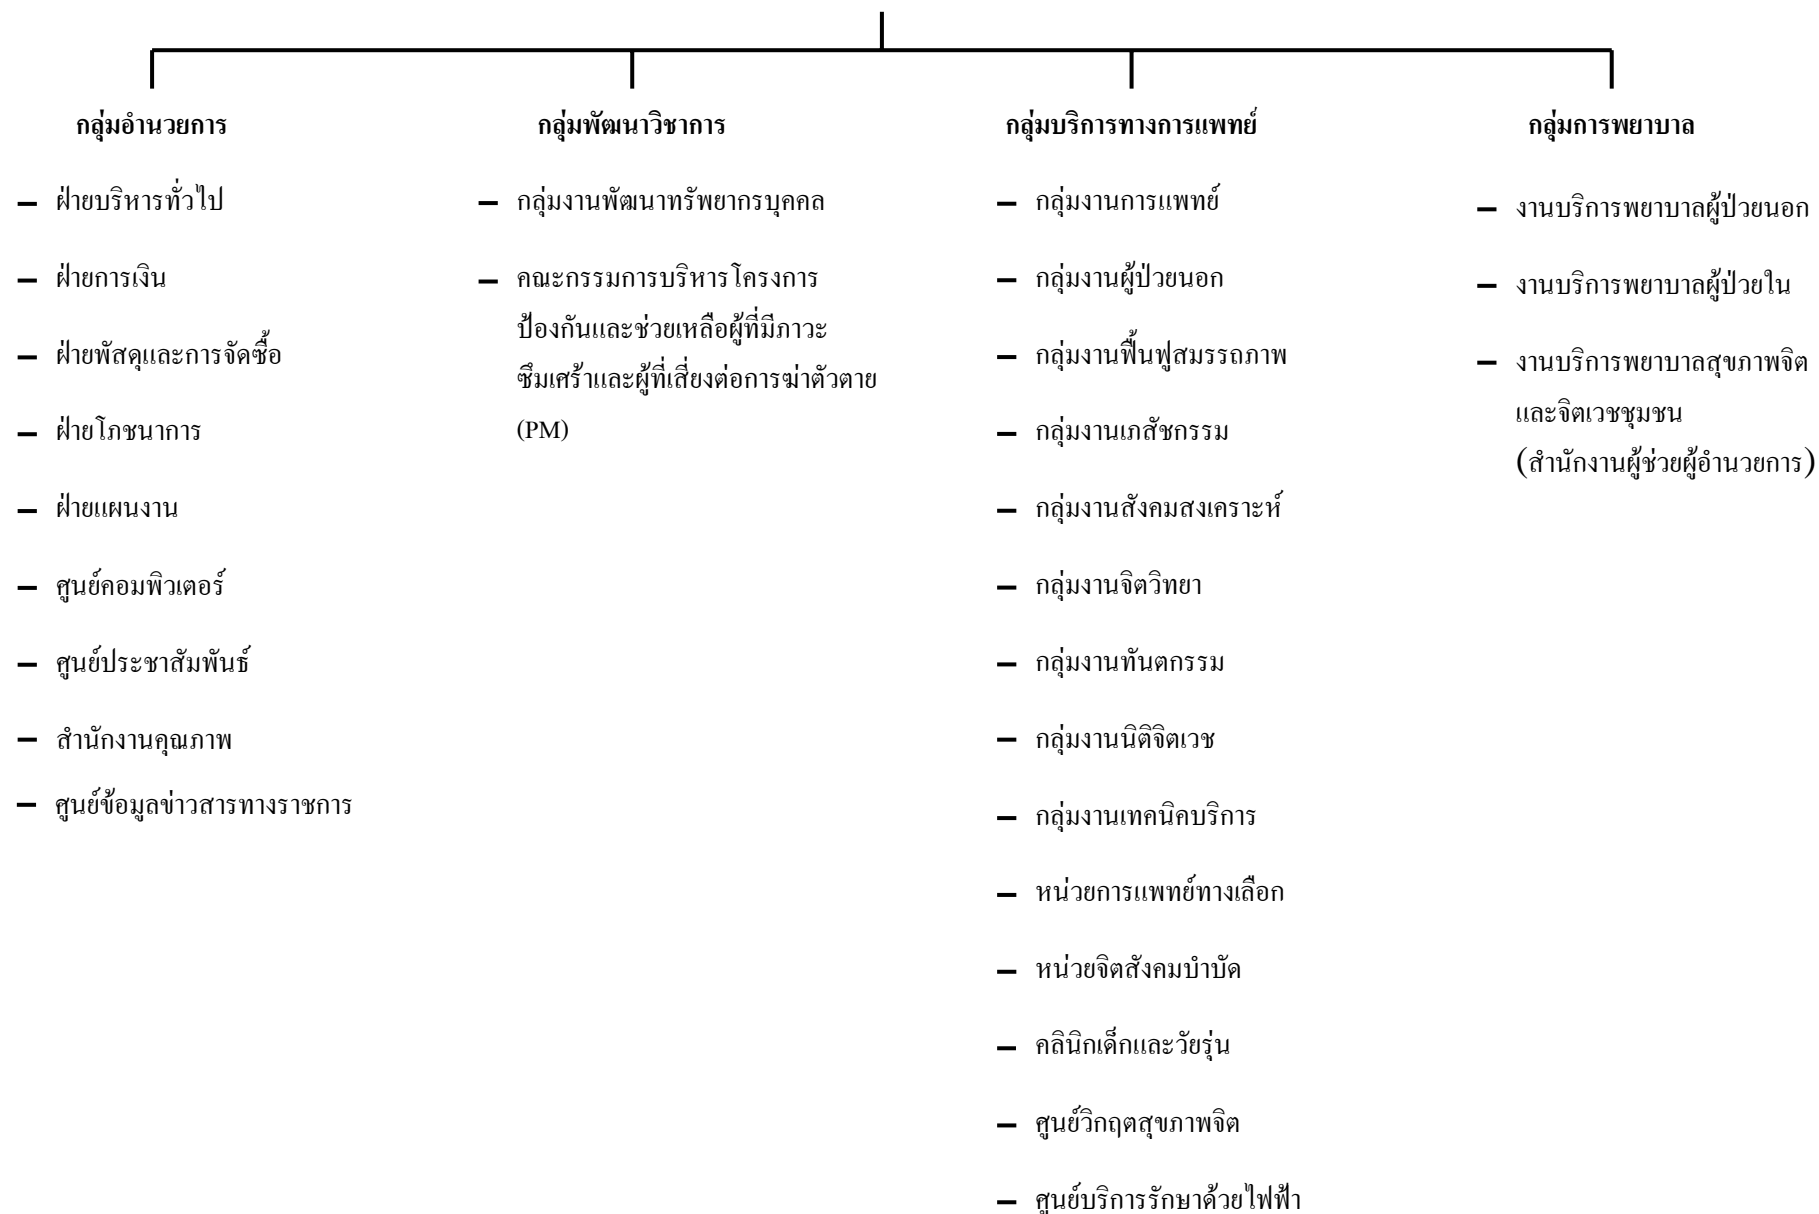 กลุ่มอำนวยการ
– ฝ่ายบริหารทั่วไป
– ฝ่ายการเงิน
– ฝ่ายพัสดุและการจัดซื้อ
– ฝ่ายโภชนาการ
– ฝ่ายแผนงาน
– ศูนย์คอมพิวเตอร์
– ศูนย์ประชาสัมพันธ์
– สำนักงานคุณภาพ
– ศูนย์ข้อมูลข่าวสารทางราชการ
กลุ่มพัฒนาวิชาการ
– กลุ่มงานพัฒนาทรัพยากรบุคคล
– คณะกรรมการบริหารโครงการ
ป้องกันและช่วยเหลือผู้ที่มีภาวะ
ซึมเศร้าและผู้ที่เสี่ยงต่อการฆ่าตัวตาย
(PM)
กลุ่มบริการทางการแพทย์
– กลุ่มงานการแพทย์
– กลุ่มงานผู้ป่วยนอก
– กลุ่มงานฟื้นฟูสมรรถภาพ
– กลุ่มงานเภสัชกรรม
– กลุ่มงานสังคมสงเคราะห์
– กลุ่มงานจิตวิทยา
– กลุ่มงานทันตกรรม
– กลุ่มงานนิติจิตเวช
– กลุ่มงานเทคนิคบริการ
– หน่วยการแพทย์ทางเลือก
– หน่วยจิตสังคมบำบัด
– คลินิกเด็กและวัยรุ่น
– ศูนย์วิกฤตสุขภาพจิต
– ศูนย์บริการรักษาด้วยไฟฟ้า
กลุ่มการพยาบาล
– งานบริการพยาบาลผู้ป่วยนอก
– งานบริการพยาบาลผู้ป่วยใน
– งานบริการพยาบาลสุขภาพจิต
และจิตเวชชุมชน
(สำนักงานผู้ช่วยผู้อำนวยการ)